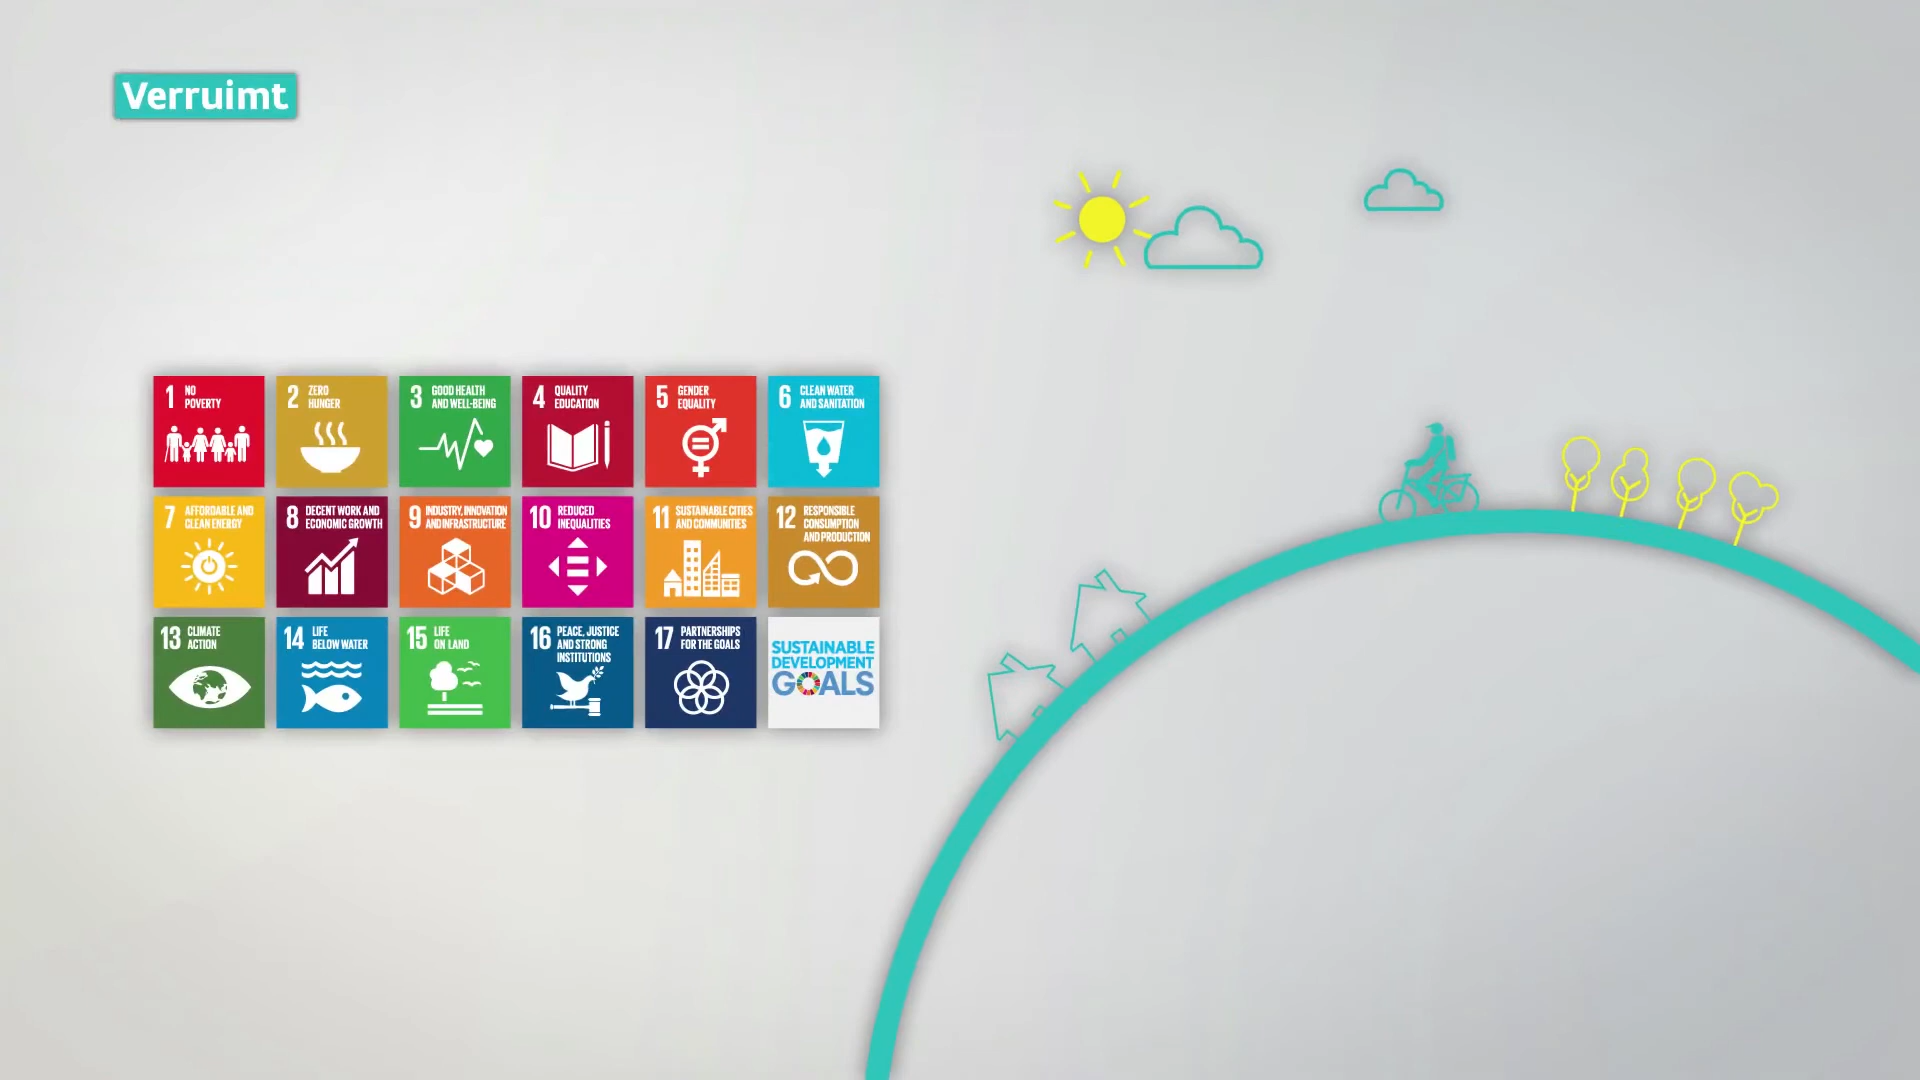 Verruimt
1 NO
POVERTY
2 ZERO
HUNGER
3 GOOD HEALTH
AND WELL-BEING
4 QUALITY
EDUCATION
5 GENDER
EQUALITY
6 CLEAN WATER
AND SANITATION
7 AFFORDABLE AND
CLEAN ENERGY
8 DECENT WORK AND
ECONOMIC GROWTH
9 INDUSTRY, INNOVATION
AND INFRASTRUCTURE
10 REDUCED
INEQUALITIES
11 SUSTAINABLE CITIES
AND COMMUNITIES
12 RESPONSIBLE
CONSUMPTION
AND PRODUCTION
13 CLIMATE
ACTION
14 LIFE
BELOW WATER
15 LIFE
ON LAND
16 PEACE, JUSTICE
AND STRONG
INSTITUTIONS
17 PARTNERSHIPS
FOR THE GOALS
SUSTAINABLE
DEVELOPMENT
GOALS